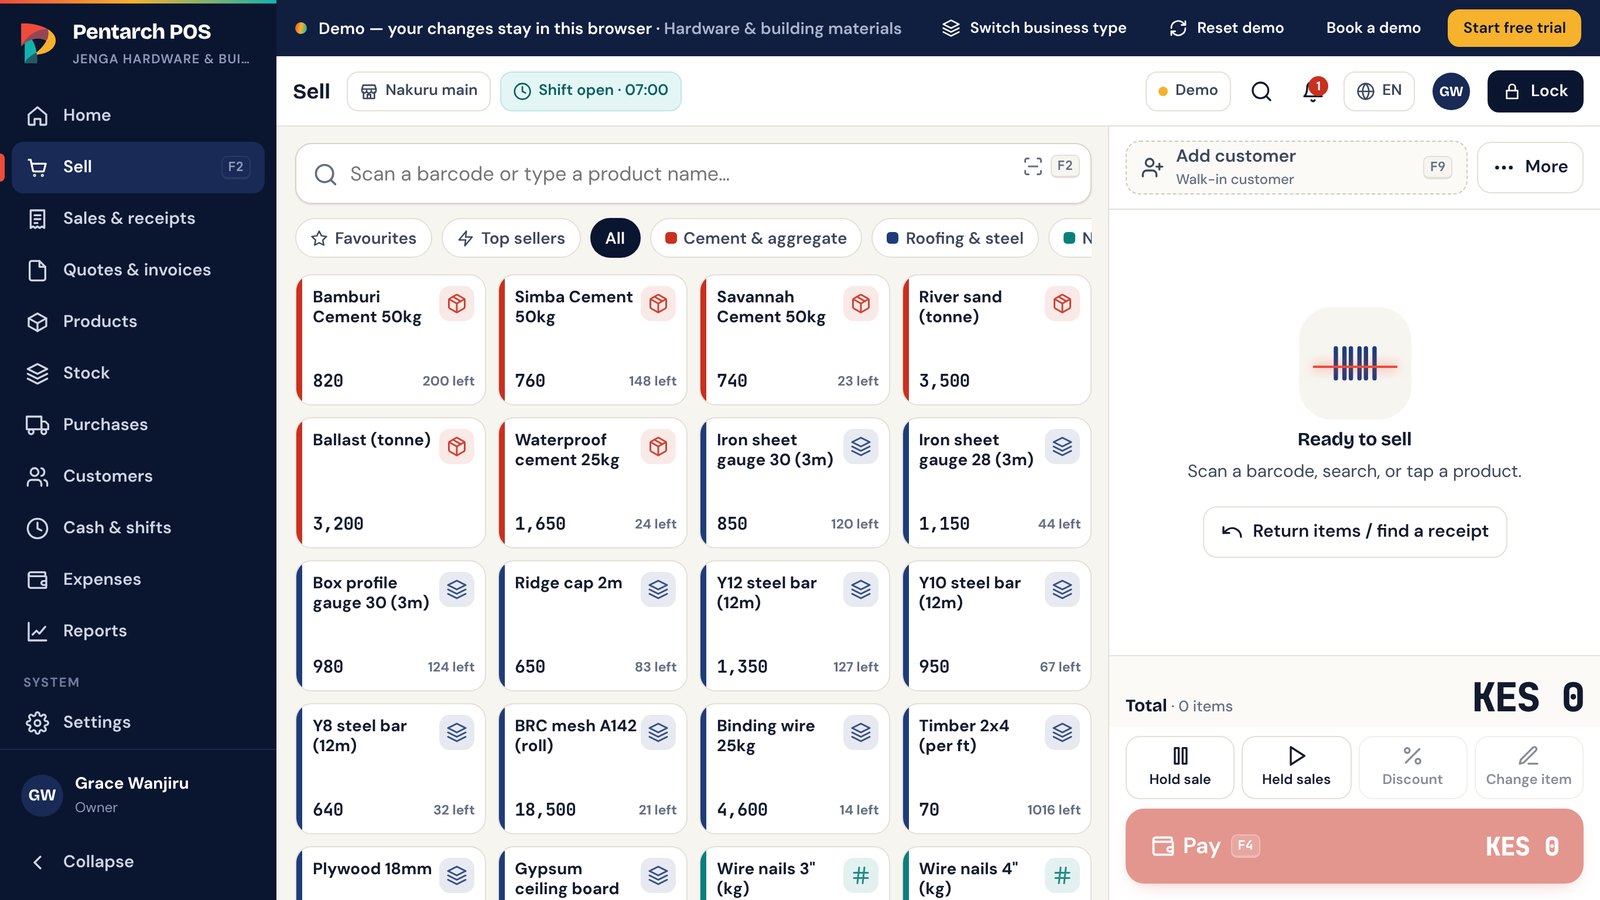 Pentarch POS
JENGA HARDWARE & BUI...
Home
Sell F2
Sales & receipts
Quotes & invoices
Products
Stock
Purchases
Customers
Cash & shifts
Expenses
Reports
SYSTEM
Settings
GW
Grace Wanjiru
Owner
Collapse
Demo — your changes stay in this browser · Hardware & building materials
Switch business type
Reset demo
Book a demo
Start free trial
Sell
Nakuru main
Shift open · 07:00
Demo
1
EN
GW
Lock
Scan a barcode or type a product name...
F2
Favourites
Top sellers
All
Cement & aggregate
Roofing & steel
Bamburi
Cement 50kg
820
200 left
Simba Cement
50kg
760
148 left
Savannah
Cement 50kg
740
23 left
River sand
(tonne)
3,500
Ballast (tonne)
3,200
Waterproof
cement 25kg
1,650
24 left
Iron sheet
gauge 30 (3m)
850
120 left
Iron sheet
gauge 28 (3m)
1,150
44 left
Box profile
gauge 30 (3m)
980
124 left
Ridge cap 2m
650
83 left
Y12 steel bar
(12m)
1,350
127 left
Y10 steel bar
(12m)
950
67 left
Y8 steel bar
(12m)
640
32 left
BRC mesh A142
(roll)
18,500
21 left
Binding wire
25kg
4,600
14 left
Timber 2x4
(per ft)
70
1016 left
Plywood 18mm
Gypsum
ceiling board
Wire nails 3"
(kg)
Wire nails 4"
(kg)
Add customer
Walk-in customer
F9
More
Ready to sell
Scan a barcode, search, or tap a product.
Return items / find a receipt
Total · 0 items
KES 0
Hold sale
Held sales
Discount
Change item
Pay F4
KES 0